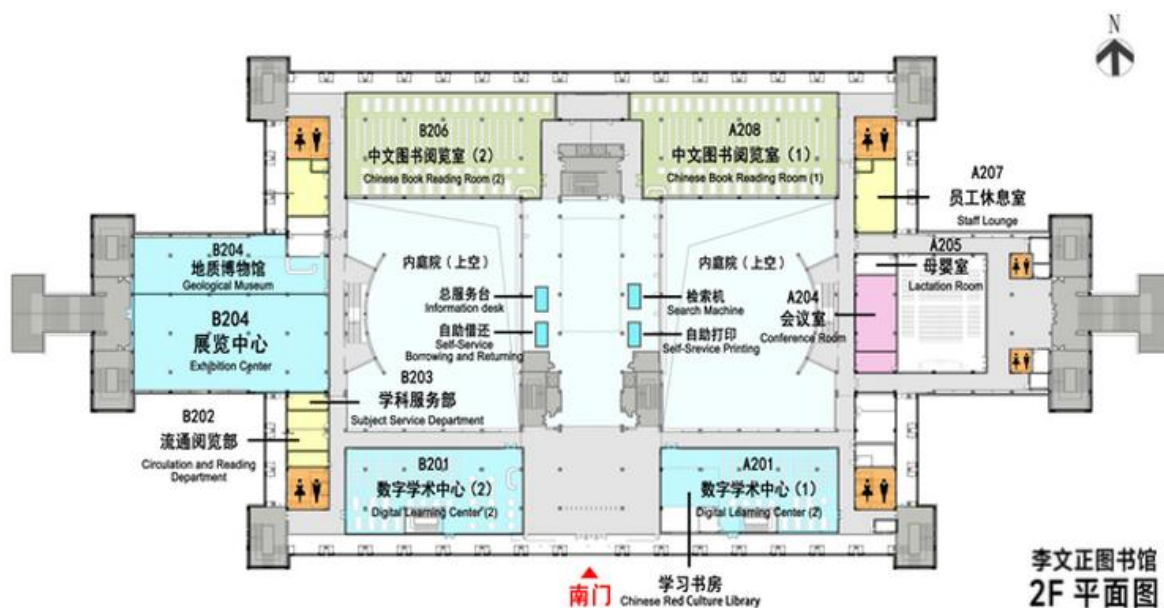 N
B206
中文图书阅览室（2）
Chinese Book Reading Room (2)
A208
中文图书阅览室（1）
Chinese Book Reading Room (1)
A207
员工休息室
Staff Lounge
B204
地质博物馆
Geological Museum
B204
展览中心
Exhibition Center
内庭院（上空）
内庭院（上空）
总服务台
Information desk
自助借还
Self-Service
Borrowing and Returning
检索机
Search Machine
自助打印
Self-Srevice Printing
A205
母婴室
Lactation Room
A204
会议室
Conference Room
B203
学科服务部
Subject Service Department
B202
流通阅览部
Circulation and Reading
Department
B201
数字学术中心（2）
Digital Learning Center (2)
A201
数字学术中心（1）
Digital Learning Center (2)
南门
学习书房
Chinese Red Culture Library
李文正图书馆
2F 平面图